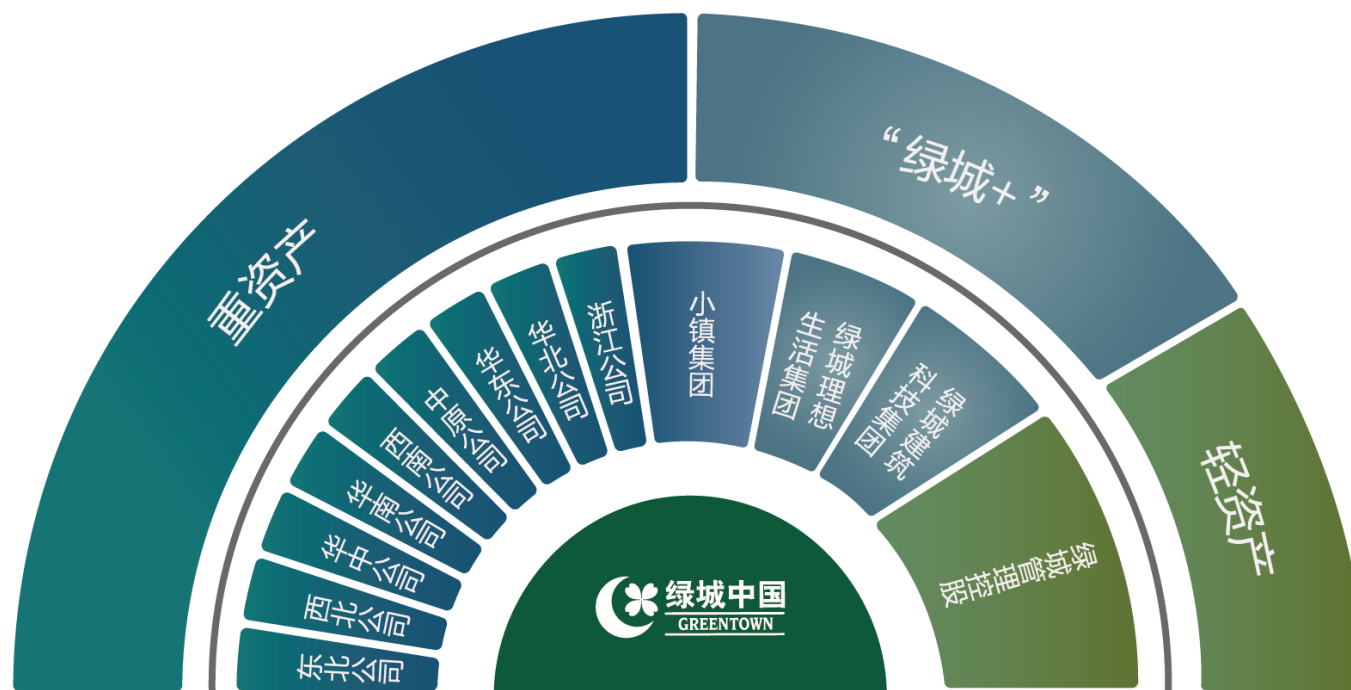 重资产
“绿城+”
轻资产
东北公司
西北公司
华中公司
华南公司
西南公司
中原公司
华东公司
华北公司
浙江公司
小镇集团
绿城理想
生活集团
绿城建筑
科技集团
绿城管理控股
绿城中国
GREENTOWN